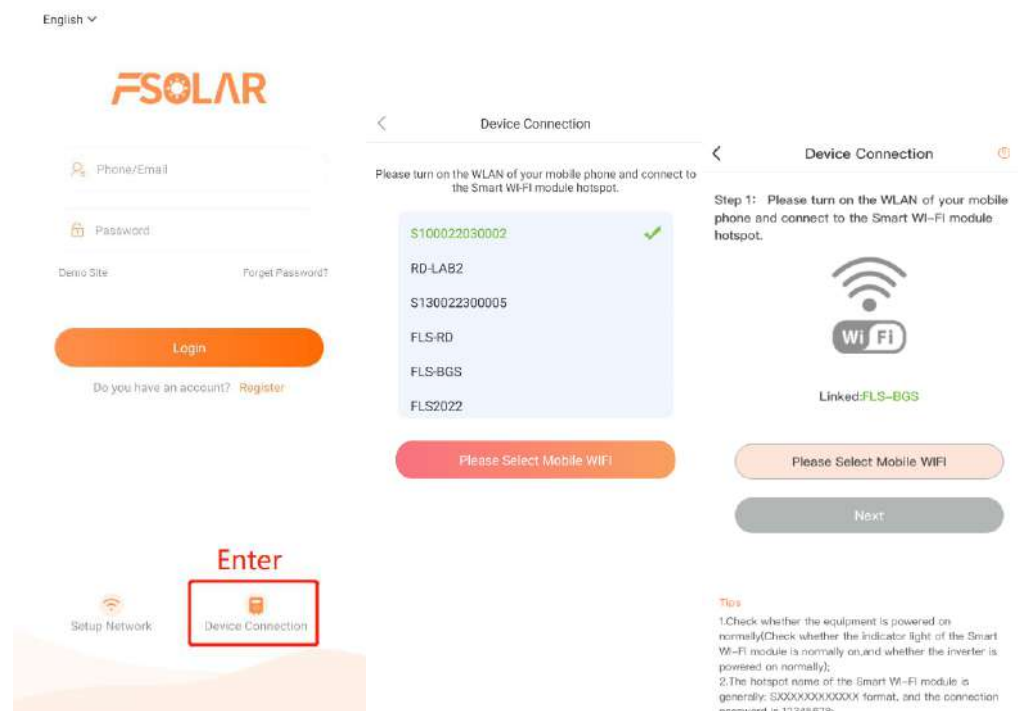 English
FSOLAR
Phone/Email
Password
Demo Site
Forget Password?
Login
Do you have an account? Register
Enter
Setup Network
Device Connection
Device Connection
Please turn on the WLAN of your mobile phone and connect to
the Smart WI-FI module hotspot.
S100022030002
RD-LAB2
S130022300005
FLS-RD
FLS-BGS
FLS2022
Please Select Mobile WIFI
Device Connection
Step 1: Please turn on the WLAN of your mobile
phone and connect to the Smart WI-FI module
hotspot.
Wi Fi
Linked:FLS-BGS
Please Select Mobile WIFI
Next
Tips
1.Check whether the equipment is powered on
normally(Check whether the indicator light of the Smart
WI-FI module is normally on,and whether the inverter is
powered on normally);
2.The hotspot name of the Smart WI-FI module is
generally: SXXXXXXXXXXXX format, and the connection
password is 12345678;